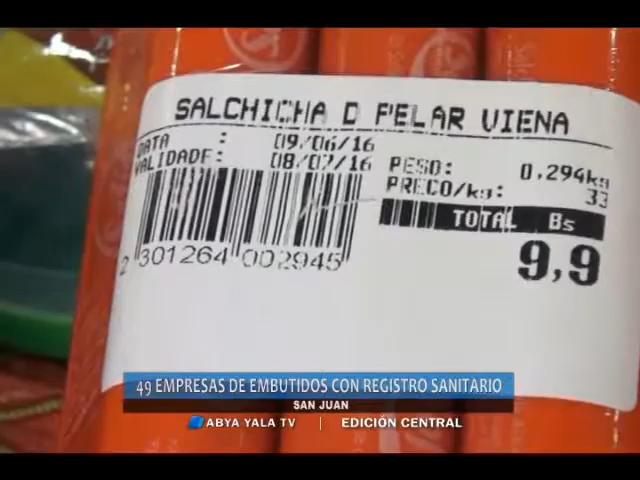 SALCHICHA D PELAR VIENA
DATA : 09/06/16
VALIDADE: 08/07/16
PESO: 0,294kg
PRECO/kg: 33
TOTAL Bs
9,9
2 301264 002945
49 EMPRESAS DE EMBUTIDOS CON REGISTRO SANITARIO
SAN JUAN
ABYA YALA TV | EDICIÓN CENTRAL